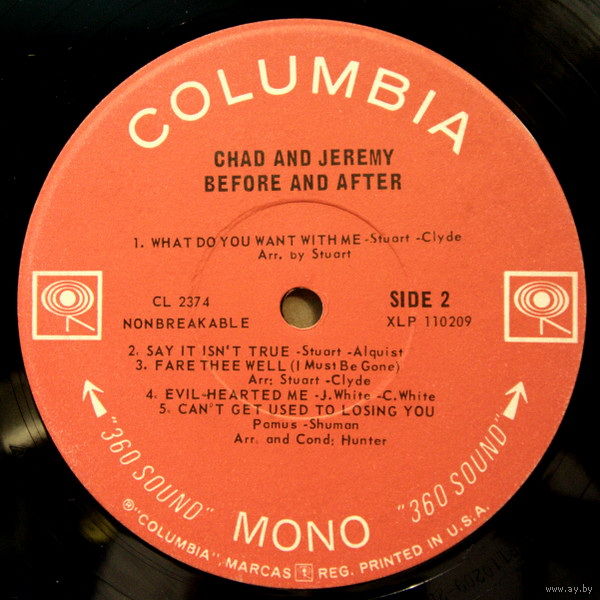 COLUMBIA
CHAD AND JEREMY
BEFORE AND AFTER
1. WHAT DO YOU WANT WITH ME -Stuart -Clyde
Arr. by Stuart
CL 2374
NONBREAKABLE
SIDE 2
XLP 110209
2. SAY IT ISN'T TRUE -Stuart -Alquist
3. FARE THEE WELL (I Must Be Gone)
Arr: Stuart -Clyde
4. EVIL-HEARTED ME -J. White -C. White
5. CAN'T GET USED TO LOSING YOU
Pomus -Shuman
Arr. and Cond: Hunter
"360 SOUND"
"360 SOUND"
MONO
® "COLUMBIA", MARCAS REG. PRINTED IN U.S.A.
www.ay.by